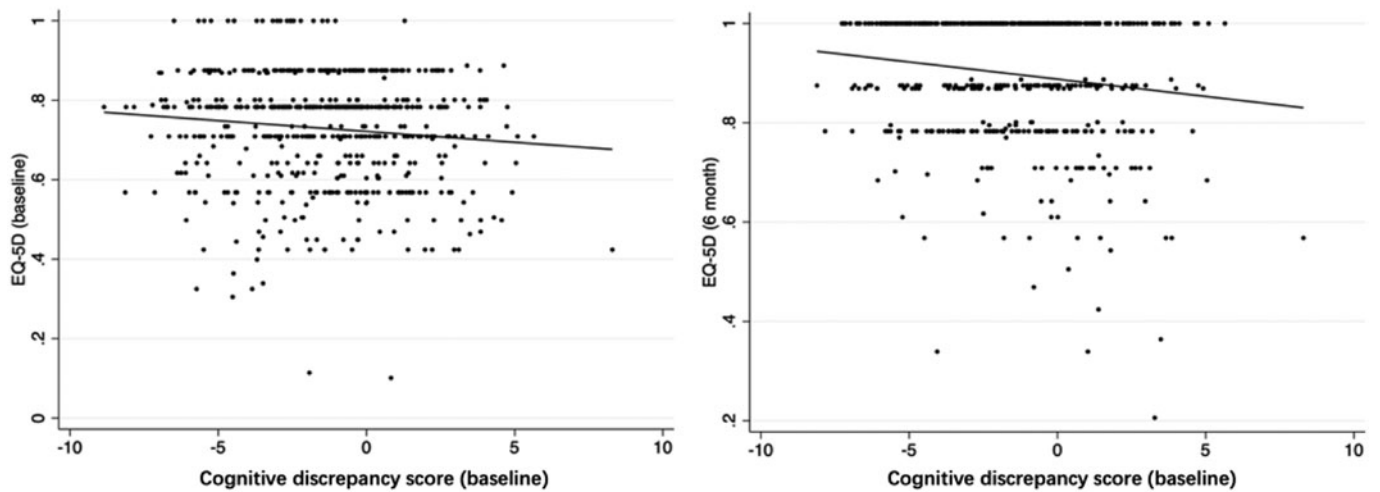 1
.8
.6
.4
.2
0
EQ-5D (baseline)
-10 -5 0 5 10
Cognitive discrepancy score (baseline)
1
.8
.6
.4
.2
EQ-5D (6 month)
-10 -5 0 5 10
Cognitive discrepancy score (baseline)